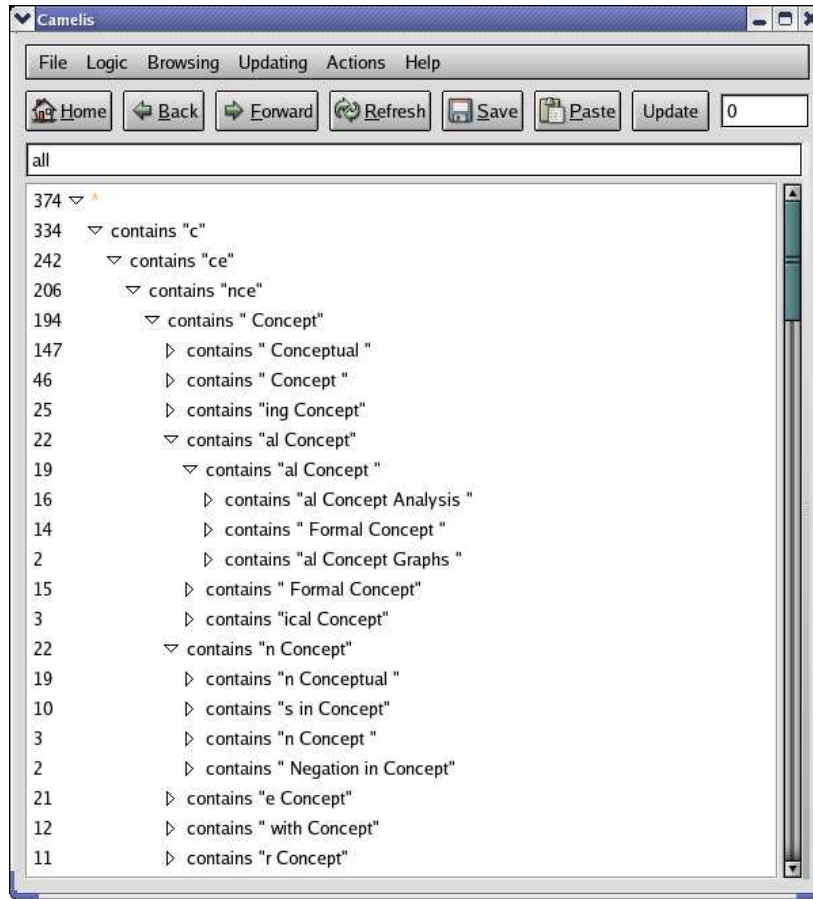 Camelis
File Logic Browsing Updating Actions Help
Home Back Forward Refresh Save Paste Update 0
all
374 *
334 contains "c"
242 contains "ce"
206 contains "nce"
194 contains " Concept"
147 contains " Conceptual "
46 contains " Concept "
25 contains "ing Concept"
22 contains "al Concept"
19 contains "al Concept "
16 contains "al Concept Analysis "
14 contains " Formal Concept "
2 contains "al Concept Graphs "
15 contains " Formal Concept"
3 contains "ical Concept"
22 contains "n Concept"
19 contains "n Conceptual "
10 contains "s in Concept"
3 contains "n Concept "
2 contains " Negation in Concept"
21 contains "e Concept"
12 contains " with Concept"
11 contains "r Concept"